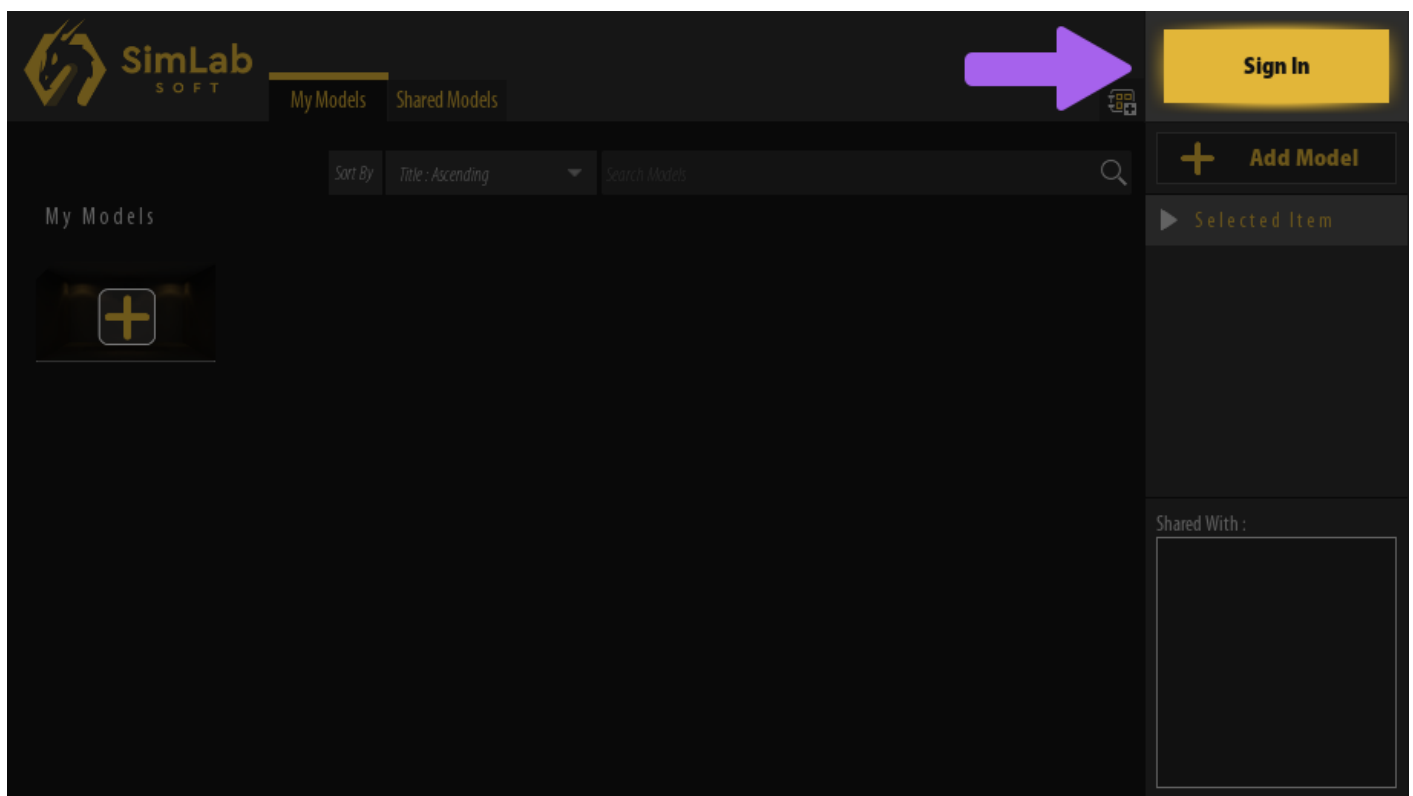 SimLab
SOFT
My Models
Shared Models
Sign In
Add Model
Sort By
Title : Ascending
Search Models
My Models
Selected Item
Shared With :